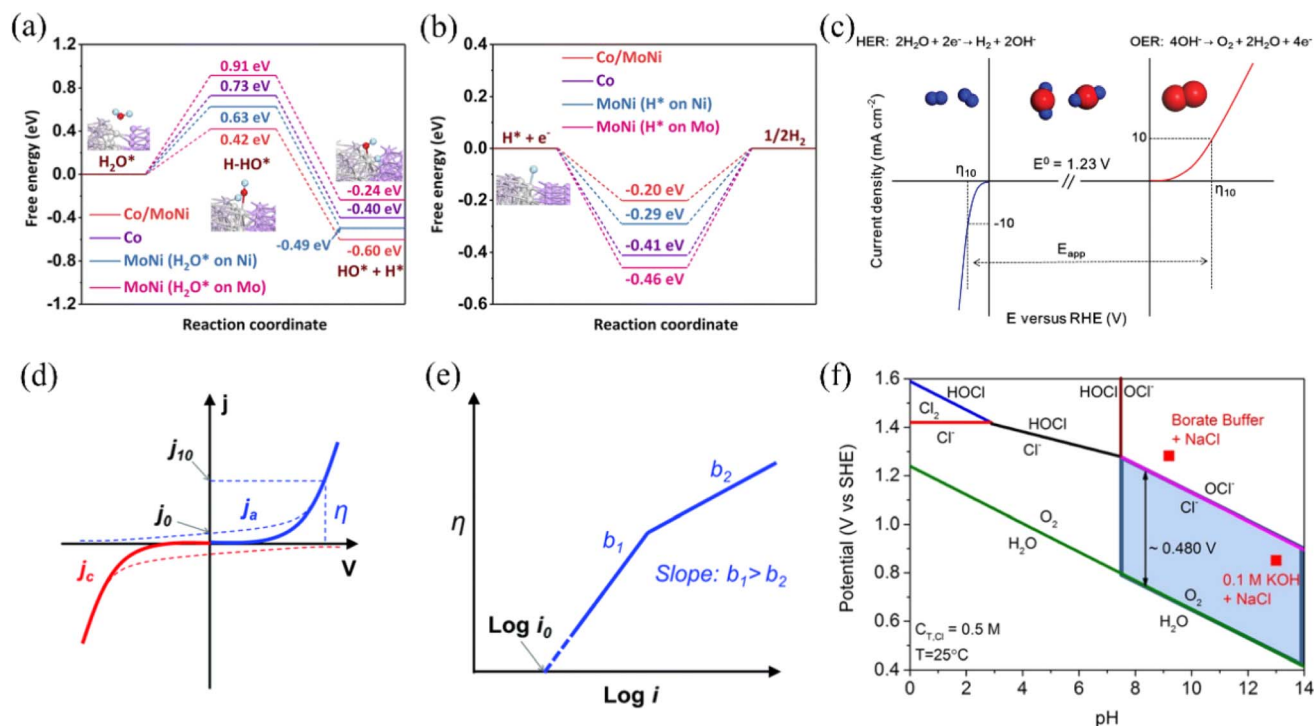 (a)
1.2
0.8
0.4
0.0
-0.4
-0.8
-1.2
Free energy (eV)
0.91 eV
0.73 eV
0.63 eV
0.42 eV
H₂O*
H-HO*
-0.24 eV
-0.40 eV
-0.49 eV
-0.60 eV
HO* + H*
Co/MoNi
Co
MoNi (H₂O* on Ni)
MoNi (H₂O* on Mo)
Reaction coordinate
(b)
0.6
0.4
0.2
0.0
-0.2
-0.4
-0.6
Free energy (eV)
Co/MoNi
Co
MoNi (H* on Ni)
MoNi (H* on Mo)
H* + e⁻
1/2H₂
-0.20 eV
-0.29 eV
-0.41 eV
-0.46 eV
Reaction coordinate
(c)
HER: 2H₂O + 2e⁻→ H₂ + 2OH⁻
OER: 4OH⁻→ O₂ + 2H₂O + 4e⁻
Current density (mA cm⁻²)
10
E⁰ = 1.23 V
η₁₀
//
η₁₀
-10
Eₐₚₚ
E versus RHE (V)
(d)
j
j₁₀
j₀
jₐ
η
V
j꜀
(e)
η
b₂
b₁
Slope: b₁> b₂
Log i₀
Log i
(f)
1.6
1.4
1.2
1.0
0.8
0.6
0.4
Potential (V vs SHE)
HOCl
Cl₂
Cl⁻
HOCl
Cl⁻
HOCl
OCl⁻
Borate Buffer
+ NaCl
OCl⁻
Cl⁻
O₂
H₂O
~ 0.480 V
0.1 M KOH
+ NaCl
O₂
H₂O
C_T,Cl = 0.5 M
T=25°C
0
2
4
6
8
10
12
14
pH